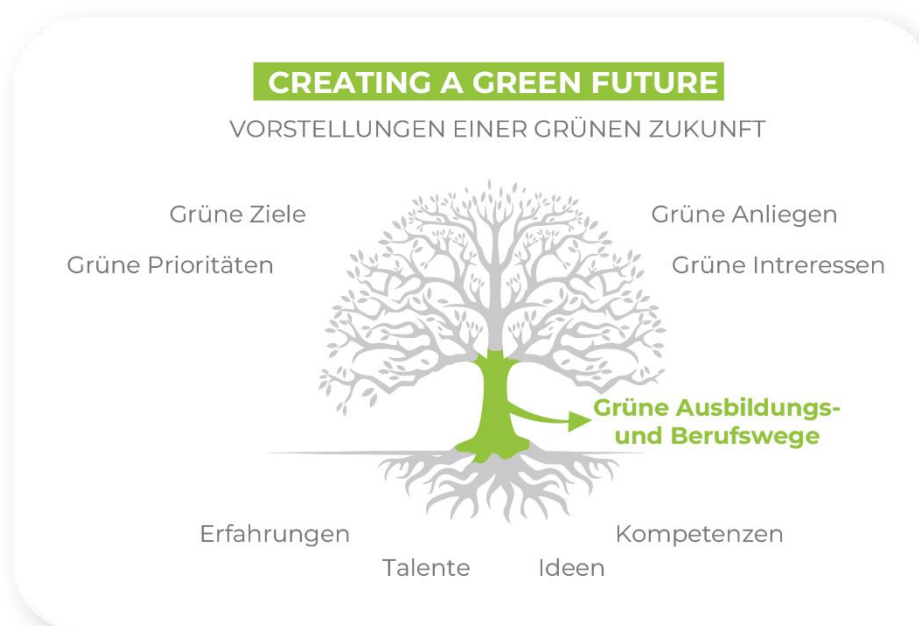 CREATING A GREEN FUTURE
VORSTELLUNGEN EINER GRÜNEN ZUKUNFT
Grüne Ziele
Grüne Anliegen
Grüne Prioritäten
Grüne Intreressen
Grüne Ausbildungs-
und Berufswege
Erfahrungen
Kompetenzen
Talente
Ideen